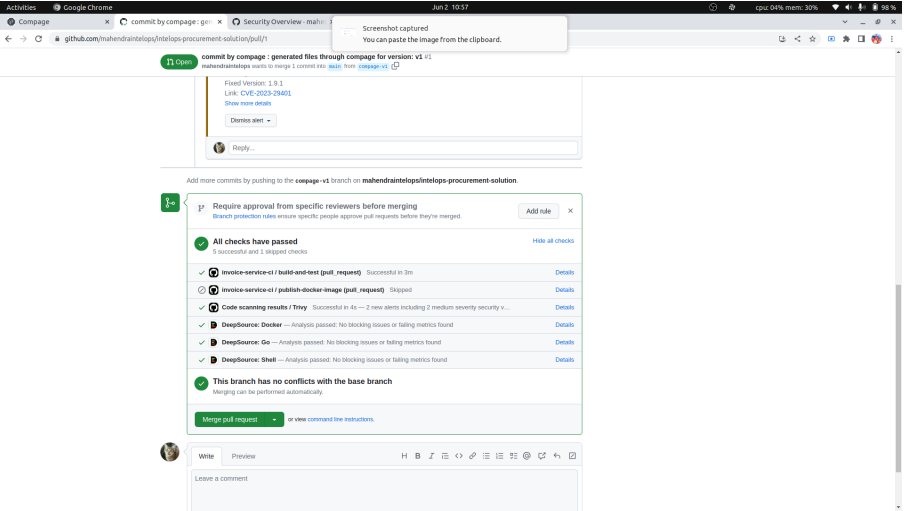 Activities Google Chrome Jun 2 10:57 cpu: 04% mem: 30% 98 %
Compage × commit by compage : gen × Security Overview - mahe
Screenshot captured
You can paste the image from the clipboard.
github.com/mahendraintelops/intelops-procurement-solution/pull/1
Open commit by compage : generated files through compage for version: v1 #1
mahendraintelops wants to merge 1 commit into main from compage-v1
Fixed Version: 1.9.1
Link: CVE-2023-29401
Show more details
Dismiss alert
Reply...
Add more commits by pushing to the compage-v1 branch on mahendraintelops/intelops-procurement-solution.
Require approval from specific reviewers before merging
Branch protection rules ensure specific people approve pull requests before they're merged.
Add rule ×
All checks have passed
5 successful and 1 skipped checks
Hide all checks
invoice-service-ci / build-and-test (pull_request) Successful in 3m Details
invoice-service-ci / publish-docker-image (pull_request) Skipped Details
Code scanning results / Trivy Successful in 4s — 2 new alerts including 2 medium severity security v... Details
DeepSource: Docker — Analysis passed: No blocking issues or failing metrics found Details
DeepSource: Go — Analysis passed: No blocking issues or failing metrics found Details
DeepSource: Shell — Analysis passed: No blocking issues or failing metrics found Details
This branch has no conflicts with the base branch
Merging can be performed automatically.
Merge pull request or view command line instructions.
Write Preview
Leave a comment